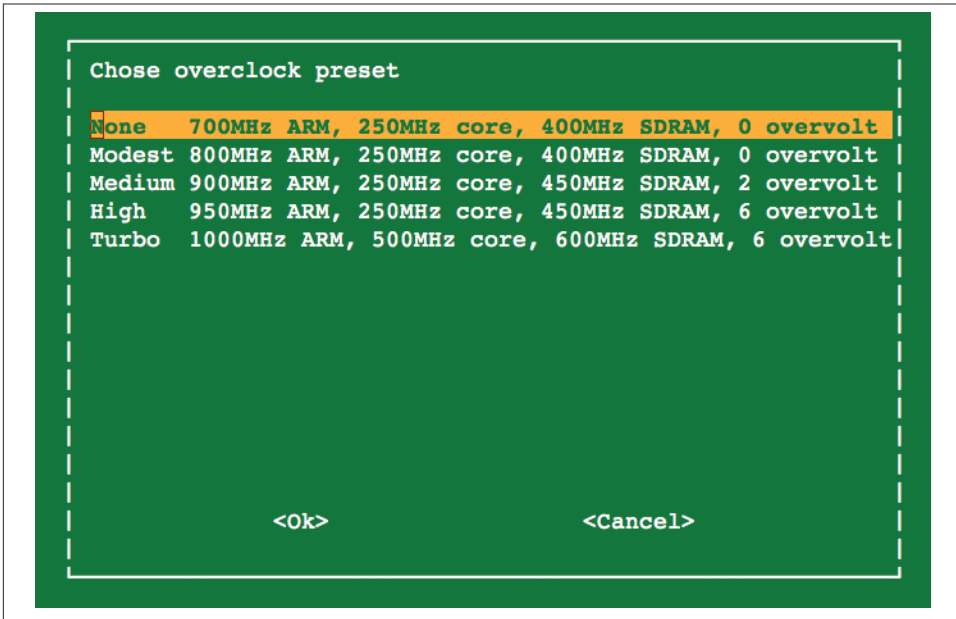 Chose overclock preset
None 700MHz ARM, 250MHz core, 400MHz SDRAM, 0 overvolt
Modest 800MHz ARM, 250MHz core, 400MHz SDRAM, 0 overvolt
Medium 900MHz ARM, 250MHz core, 450MHz SDRAM, 2 overvolt
High 950MHz ARM, 250MHz core, 450MHz SDRAM, 6 overvolt
Turbo 1000MHz ARM, 500MHz core, 600MHz SDRAM, 6 overvolt
<Ok> <Cancel>